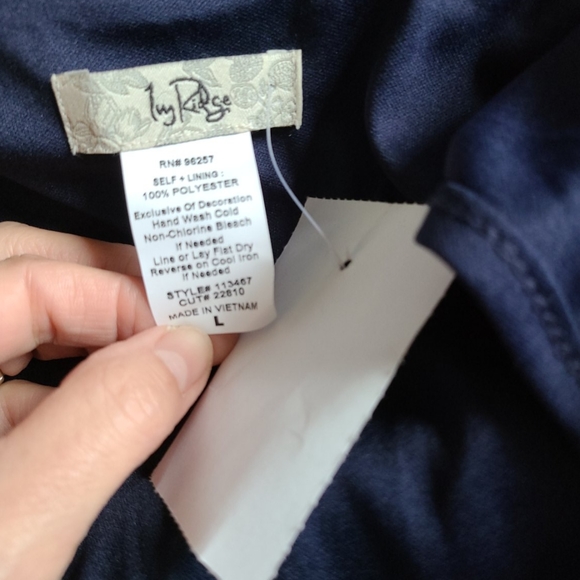 Ivy Ridge
RN# 96257
SELF + LINING :
100% POLYESTER
Exclusive Of Decoration
Hand Wash Cold
Non-Chlorine Bleach
If Needed
Line or Lay Flat Dry
Reverse on Cool Iron
If Needed
STYLE# 113467
CUT# 22810
MADE IN VIETNAM
L